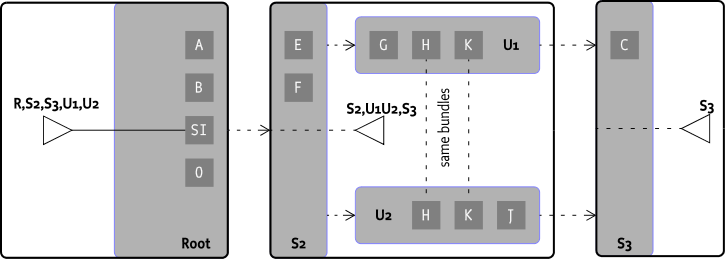 A
B
R,S2,S3,U1,U2
SI
O
Root
E
F
S2
G
H
K
U1
S2,U1U2,S3
same bundles
U2
H
K
J
C
S3
S3